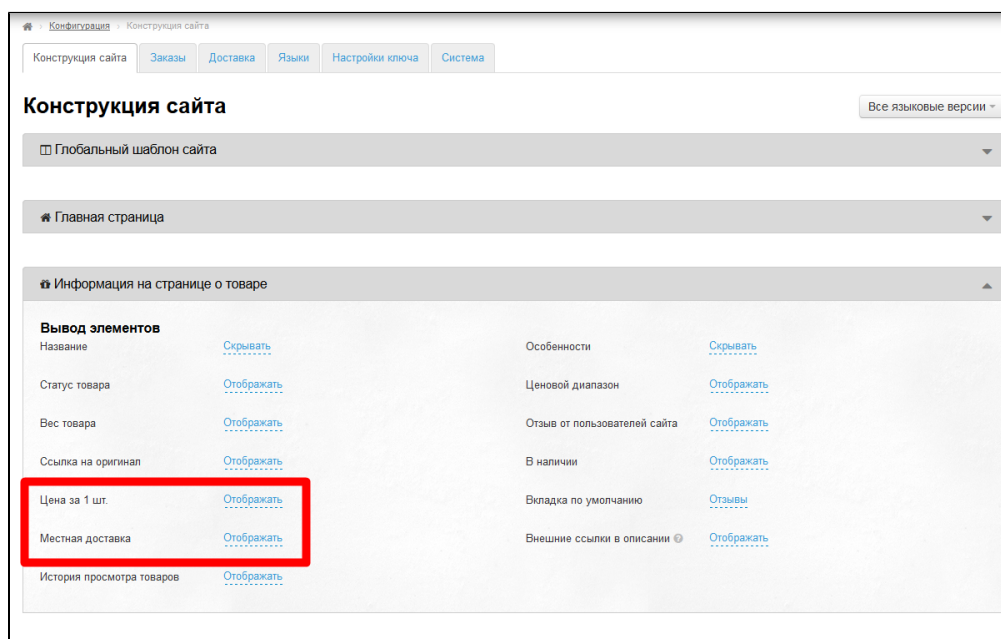 Конфигурация › Конструкция сайта
Конструкция сайта Заказы Доставка Языки Настройки ключа Система
Конструкция сайта
Все языковые версии
Глобальный шаблон сайта
Главная страница
Информация на странице о товаре
Вывод элементов
Название Скрывать Особенности Скрывать
Статус товара Отображать Ценовой диапазон Отображать
Вес товара Отображать Отзыв от пользователей сайта Отображать
Ссылка на оригинал Отображать В наличии Отображать
Цена за 1 шт. Отображать Вкладка по умолчанию Отзывы
Местная доставка Отображать Внешние ссылки в описании Отображать
История просмотра товаров Отображать